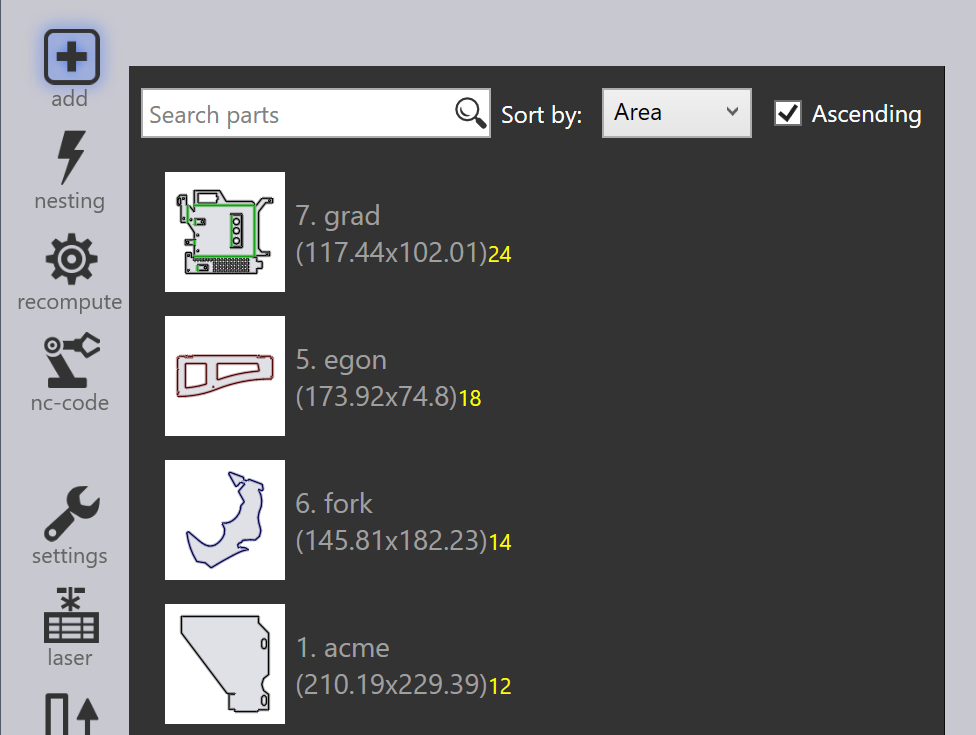 add
nesting
recompute
nc-code
settings
laser
Search parts
Sort by:
Area
Ascending
7. grad
(117.44x102.01)24
5. egon
(173.92x74.8)18
6. fork
(145.81x182.23)14
1. acme
(210.19x229.39)12